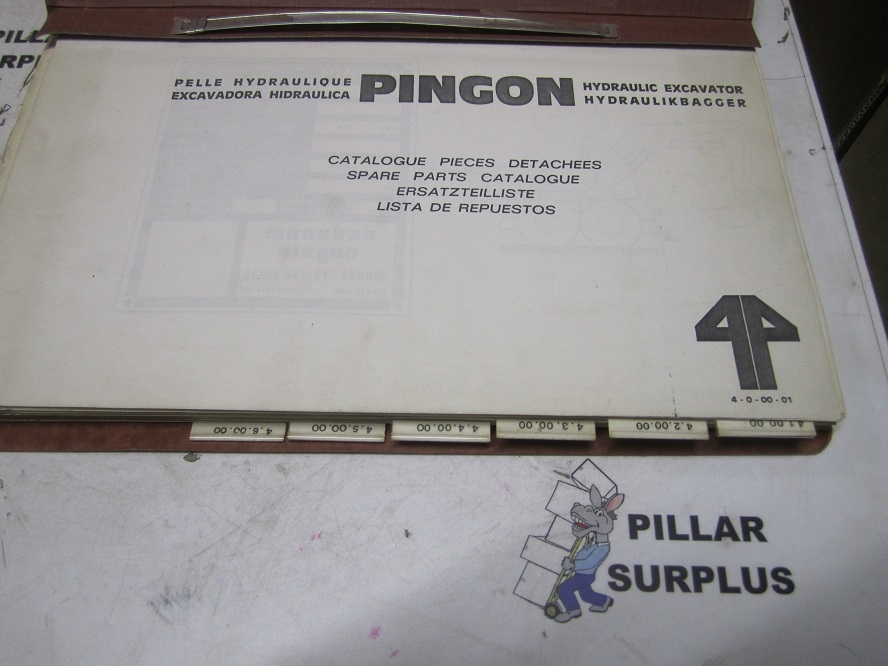 PELLE HYDRAULIQUE PINGON HYDRAULIC EXCAVATOR
EXCAVADORA HIDRAULICA HYDRAULIKBAGGER
CATALOGUE PIECES DETACHEES
SPARE PARTS CATALOGUE
ERSATZTEILLISTE
LISTA DE REPUESTOS
4-0-00-01
4.6.00.00
4.5.00.00
4.4.00.00
4.3.00.00
4.2.00.00
4.1.00.00
PILLAR
SURPLUS